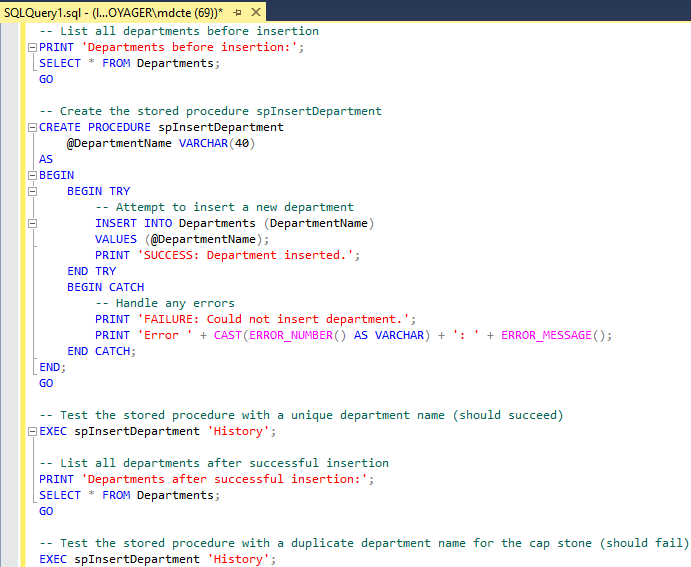 SQLQuery1.sql - (l...OYAGER\mdcte (69))*
-- List all departments before insertion
PRINT 'Departments before insertion:';
SELECT * FROM Departments;
GO
-- Create the stored procedure spInsertDepartment
CREATE PROCEDURE spInsertDepartment
@DepartmentName VARCHAR(40)
AS
BEGIN
BEGIN TRY
-- Attempt to insert a new department
INSERT INTO Departments (DepartmentName)
VALUES (@DepartmentName);
PRINT 'SUCCESS: Department inserted.';
END TRY
BEGIN CATCH
-- Handle any errors
PRINT 'FAILURE: Could not insert department.';
PRINT 'Error ' + CAST(ERROR_NUMBER() AS VARCHAR) + ': ' + ERROR_MESSAGE();
END CATCH;
END;
GO
-- Test the stored procedure with a unique department name (should succeed)
EXEC spInsertDepartment 'History';
-- List all departments after successful insertion
PRINT 'Departments after successful insertion:';
SELECT * FROM Departments;
GO
-- Test the stored procedure with a duplicate department name for the cap stone (should fail)
EXEC spInsertDepartment 'History';